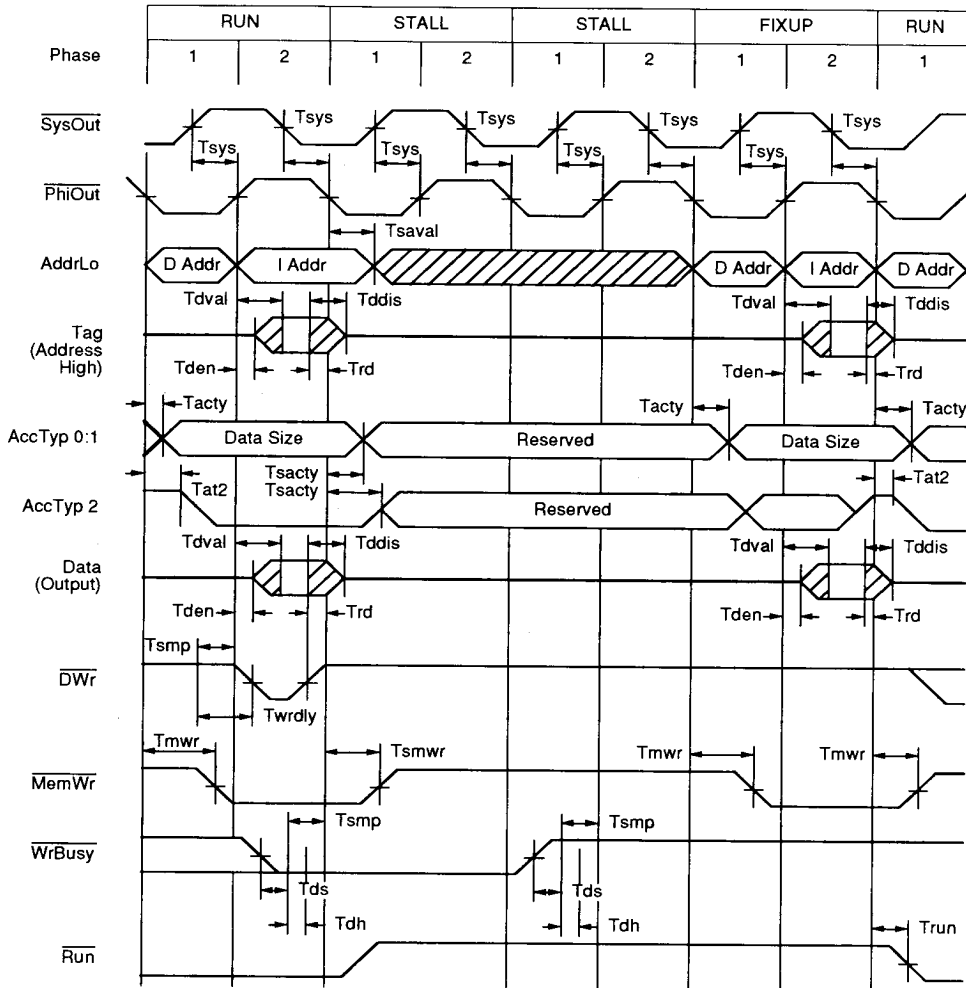 RUN STALL STALL FIXUP RUN
Phase 1 2 1 2 1 2 1 2 1
SysOut Tsys Tsys Tsys Tsys
Tsys Tsys Tsys Tsys
PhiOut
Tsaval
AddrLo D Addr I Addr D Addr I Addr D Addr
Tdval Tddis Tdval Tddis
Tag
(Address
High)
Tden Trd Tden Trd
Tacty Tacty Tacty
AccTyp 0:1 Data Size Reserved Data Size
Tsacty
Tat2 Tsacty Tat2
AccTyp 2 Reserved
Tdval Tddis Tdval Tddis
Data
(Output)
Tden Trd Tden Trd
Tsmp
DWr
Twrdly
Tmwr Tsmwr Tmwr Tmwr
MemWr
Tsmp Tsmp
WrBusy
Tds Tds
Tdh Tdh Trun
Run